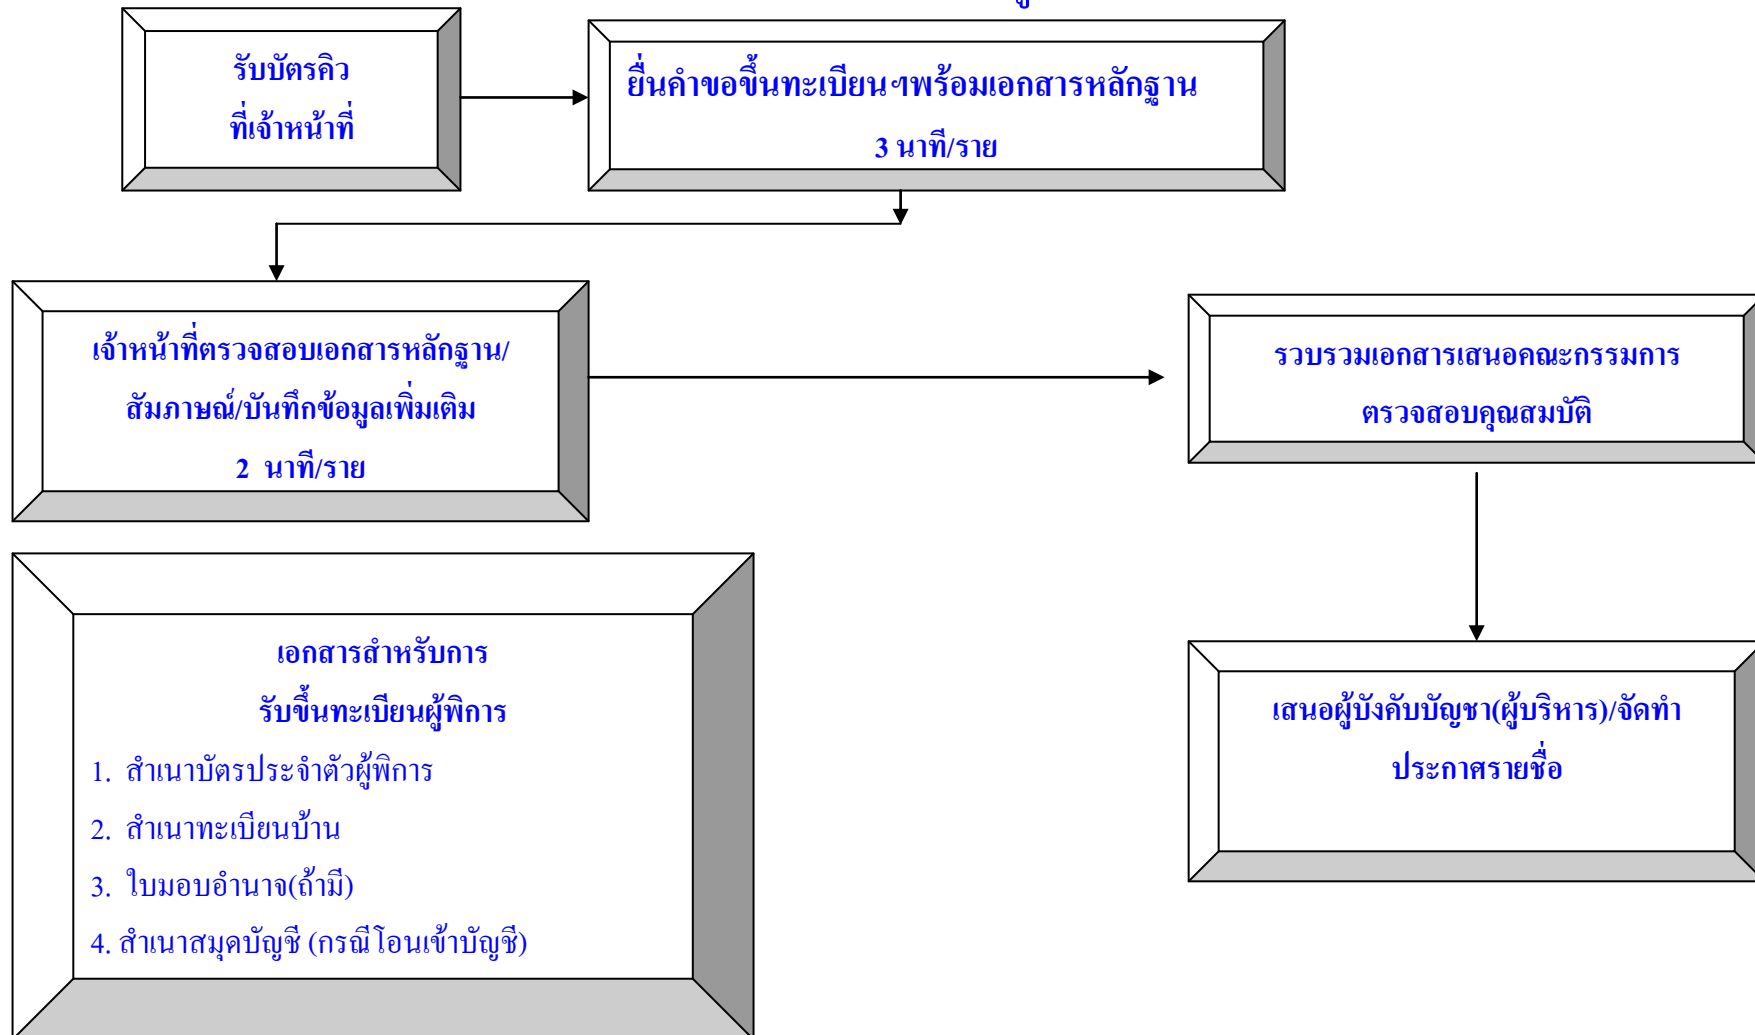 รับบัตรคิว
ที่เจ้าหน้าที่
ยื่นคำขอขึ้นทะเบียนฯพร้อมเอกสารหลักฐาน
3 นาที/ราย
เจ้าหน้าที่ตรวจสอบเอกสารหลักฐาน/
สัมภาษณ์/บันทึกข้อมูลเพิ่มเติม
2 นาที/ราย
รวบรวมเอกสารเสนอคณะกรรมการ
ตรวจสอบคุณสมบัติ
เอกสารสำหรับการ
รับขึ้นทะเบียนผู้พิการ
1. สำเนาบัตรประจำตัวผู้พิการ
2. สำเนาทะเบียนบ้าน
3. ใบมอบอำนาจ(ถ้ามี)
4. สำเนาสมุดบัญชี (กรณีโอนเข้าบัญชี)
เสนอผู้บังคับบัญชา(ผู้บริหาร)/จัดทำ
ประกาศรายชื่อ